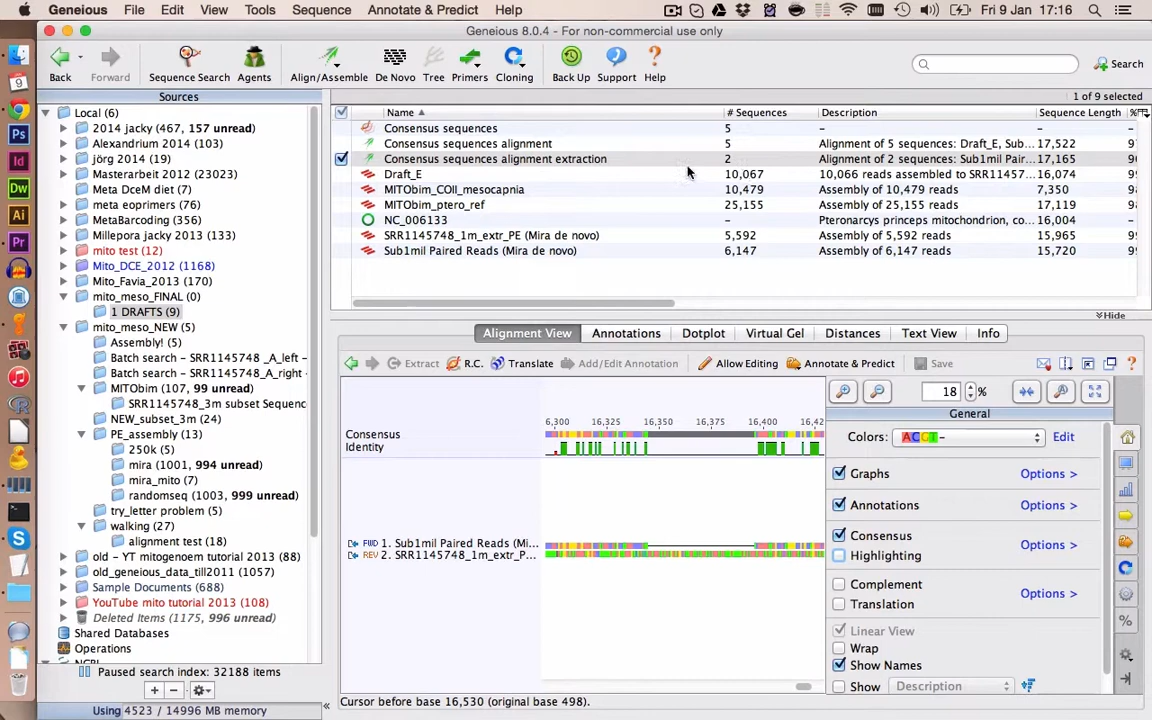 Geneious File Edit View Tools Sequence Annotate & Predict Help Fri 9 Jan 17:16
Geneious 8.0.4 - For non-commercial use only
Back Forward Sequence Search Agents Align/Assemble De Novo Tree Primers Cloning Back Up Support Help Search
Sources
1 of 9 selected
Name # Sequences Description Sequence Length %
Consensus sequences 5 – –
Consensus sequences alignment 5 Alignment of 5 sequences: Draft_E, Sub... 17,522
Consensus sequences alignment extraction 2 Alignment of 2 sequences: Sub1mil Pair... 17,165
Draft_E 10,067 10,066 reads assembled to SRR11457... 16,074
MITObim_COII_mesocapnia 10,479 Assembly of 10,479 reads 7,350
MITObim_ptero_ref 25,155 Assembly of 25,155 reads 17,119
NC_006133 – Pteronarcys princeps mitochondrion, co... 16,004
SRR1145748_1m_extr_PE (Mira de novo) 5,592 Assembly of 5,592 reads 15,965
Sub1mil Paired Reads (Mira de novo) 6,147 Assembly of 6,147 reads 15,720
Local (6)
2014 jacky (467, 157 unread)
Alexandrium 2014 (103)
jörg 2014 (19)
Masterarbeit 2012 (23023)
Meta DceM diet (0)
meta eoprimers (76)
MetaBarcoding (356)
Millepora jacky 2013 (133)
mito test (12)
Mito_DCE_2012 (1168)
Mito_Favia_2013 (170)
mito_meso_FINAL (0)
1 DRAFTS (9)
mito_meso_NEW (5)
Assembly! (5)
Batch search - SRR1145748 _A_left -
Batch search - SRR1145748_A_right -
MITObim (107, 99 unread)
SRR1145748_3m subset Sequenc
NEW_subset_3m (24)
PE_assembly (13)
250k (5)
mira (1001, 994 unread)
mira_mito (7)
randomseq (1003, 999 unread)
try_letter problem (5)
walking (27)
alignment test (18)
old - YT mitogenoem tutorial 2013 (88)
old_geneious_data_till2011 (1057)
Sample Documents (688)
YouTube mito tutorial 2013 (108)
Deleted Items (1175, 996 unread)
Shared Databases
Operations
NCBI
Paused search index: 32188 items
Using 4523 / 14996 MB memory
Hide
Alignment View Annotations Dotplot Virtual Gel Distances Text View Info
Extract R.C. Translate Add/Edit Annotation Allow Editing Annotate & Predict Save
18 %
General
Colors: ACGT- Edit
Graphs Options >
Annotations Options >
Consensus
Highlighting Options >
Complement
Translation Options >
Linear View
Wrap
Show Names
Show Description
6,300 16,325 16,350 16,375 16,400 16,42
Consensus
Identity
FWD 1. Sub1mil Paired Reads (Mi...
REV 2. SRR1145748_1m_extr_P...
Cursor before base 16,530 (original base 498).